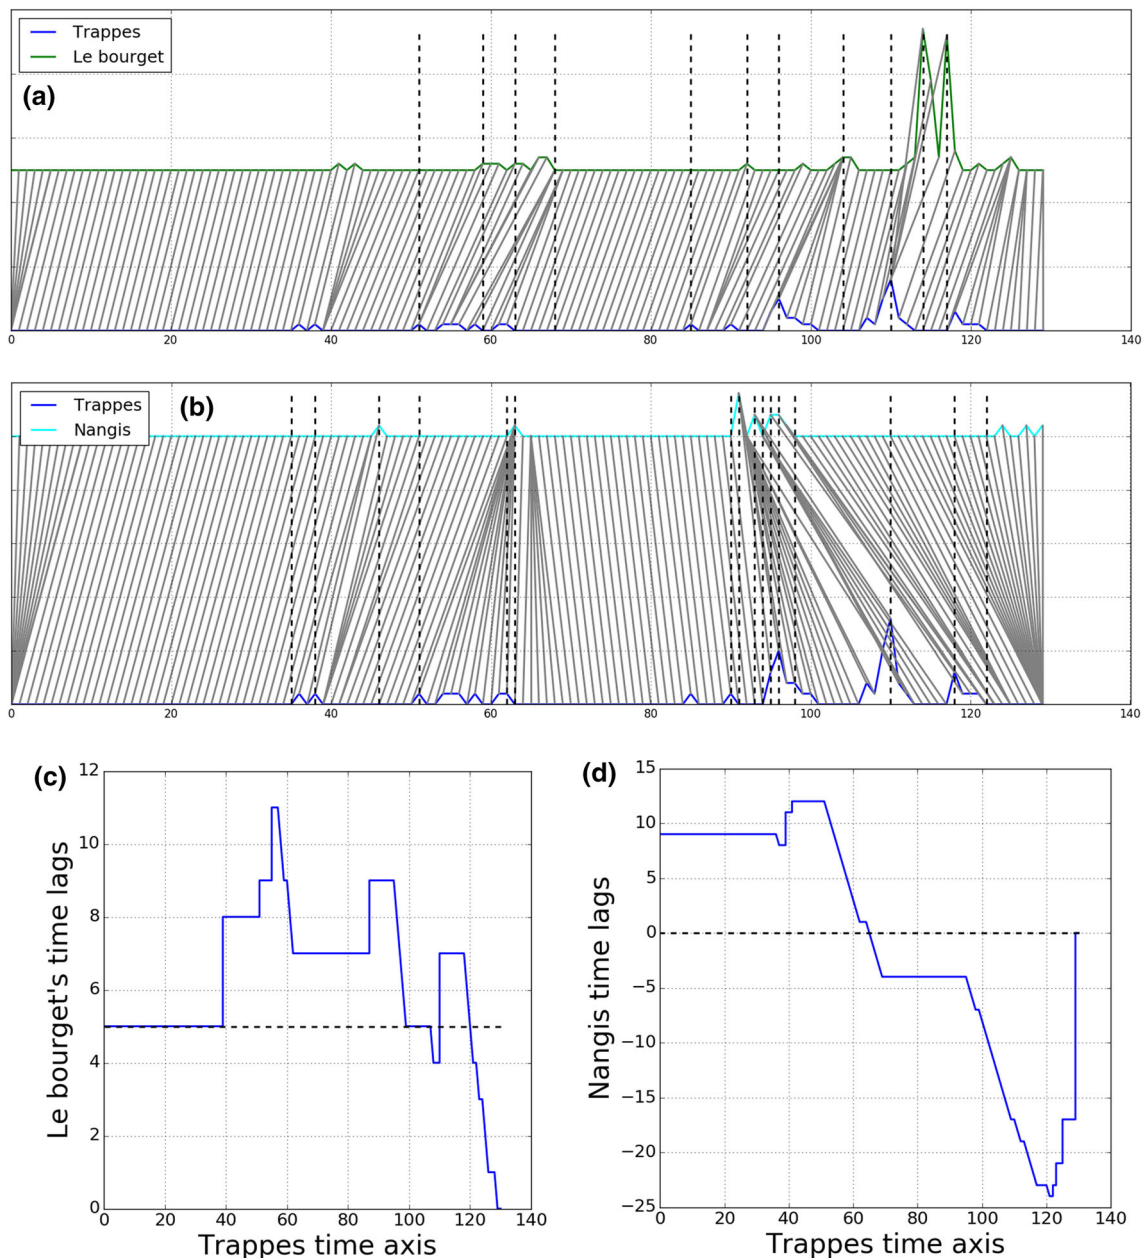 Trappes
Le bourget
(a)
0 20 40 60 80 100 120 140
Trappes
Nangis
(b)
0 20 40 60 80 100 120 140
(c)
12
10
8
6
4
2
0
Le bourget's time lags
0 20 40 60 80 100 120 140
Trappes time axis
(d)
15
10
5
0
−5
−10
−15
−20
−25
Nangis time lags
0 20 40 60 80 100 120 140
Trappes time axis